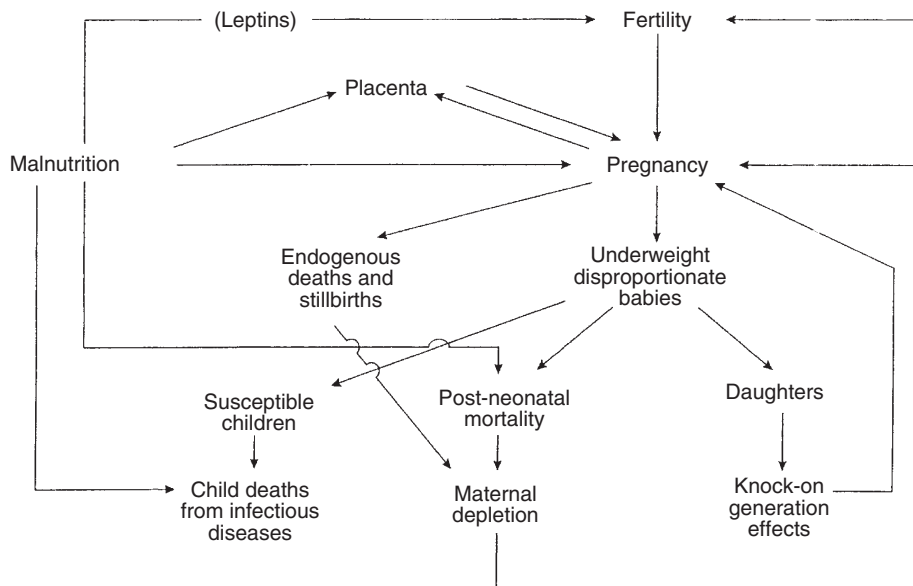 (Leptins)
Fertility
Placenta
Malnutrition
Pregnancy
Endogenous
deaths and
stillbirths
Underweight
disproportionate
babies
Susceptible
children
Post-neonatal
mortality
Daughters
Child deaths
from infectious
diseases
Maternal
depletion
Knock-on
generation
effects